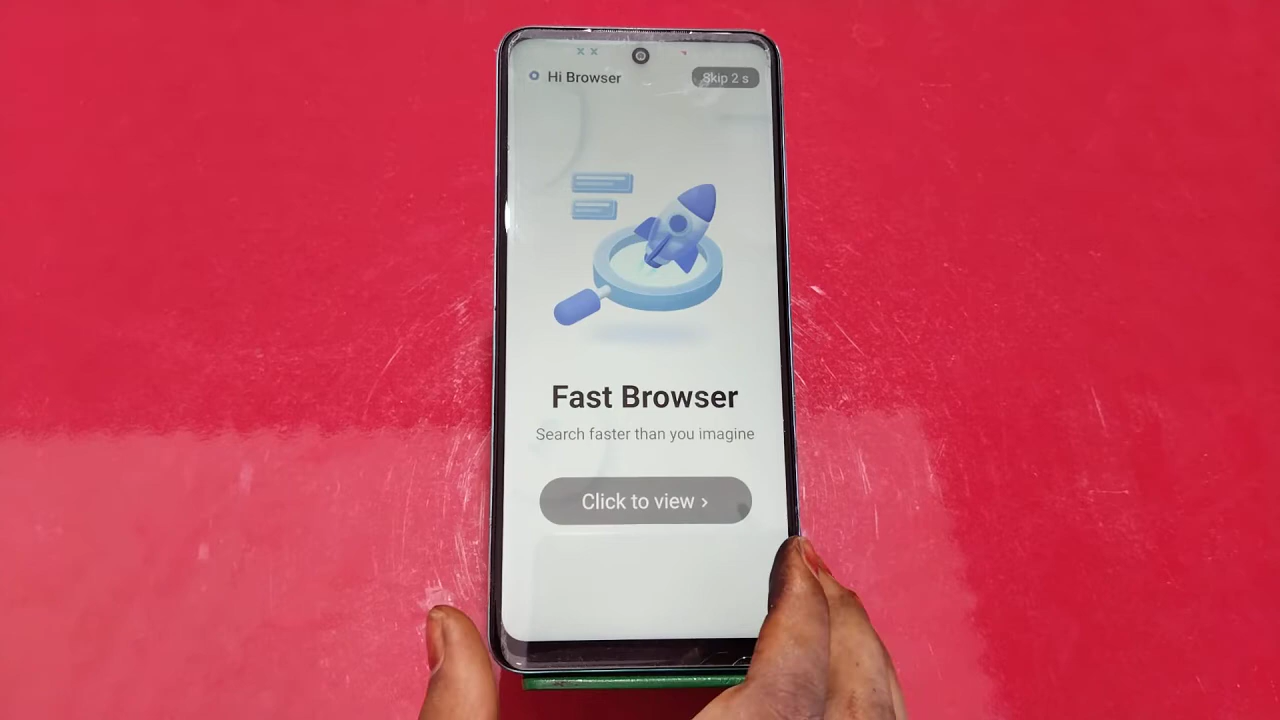 Hi Browser
Skip 2 s
Fast Browser
Search faster than you imagine
Click to view ›